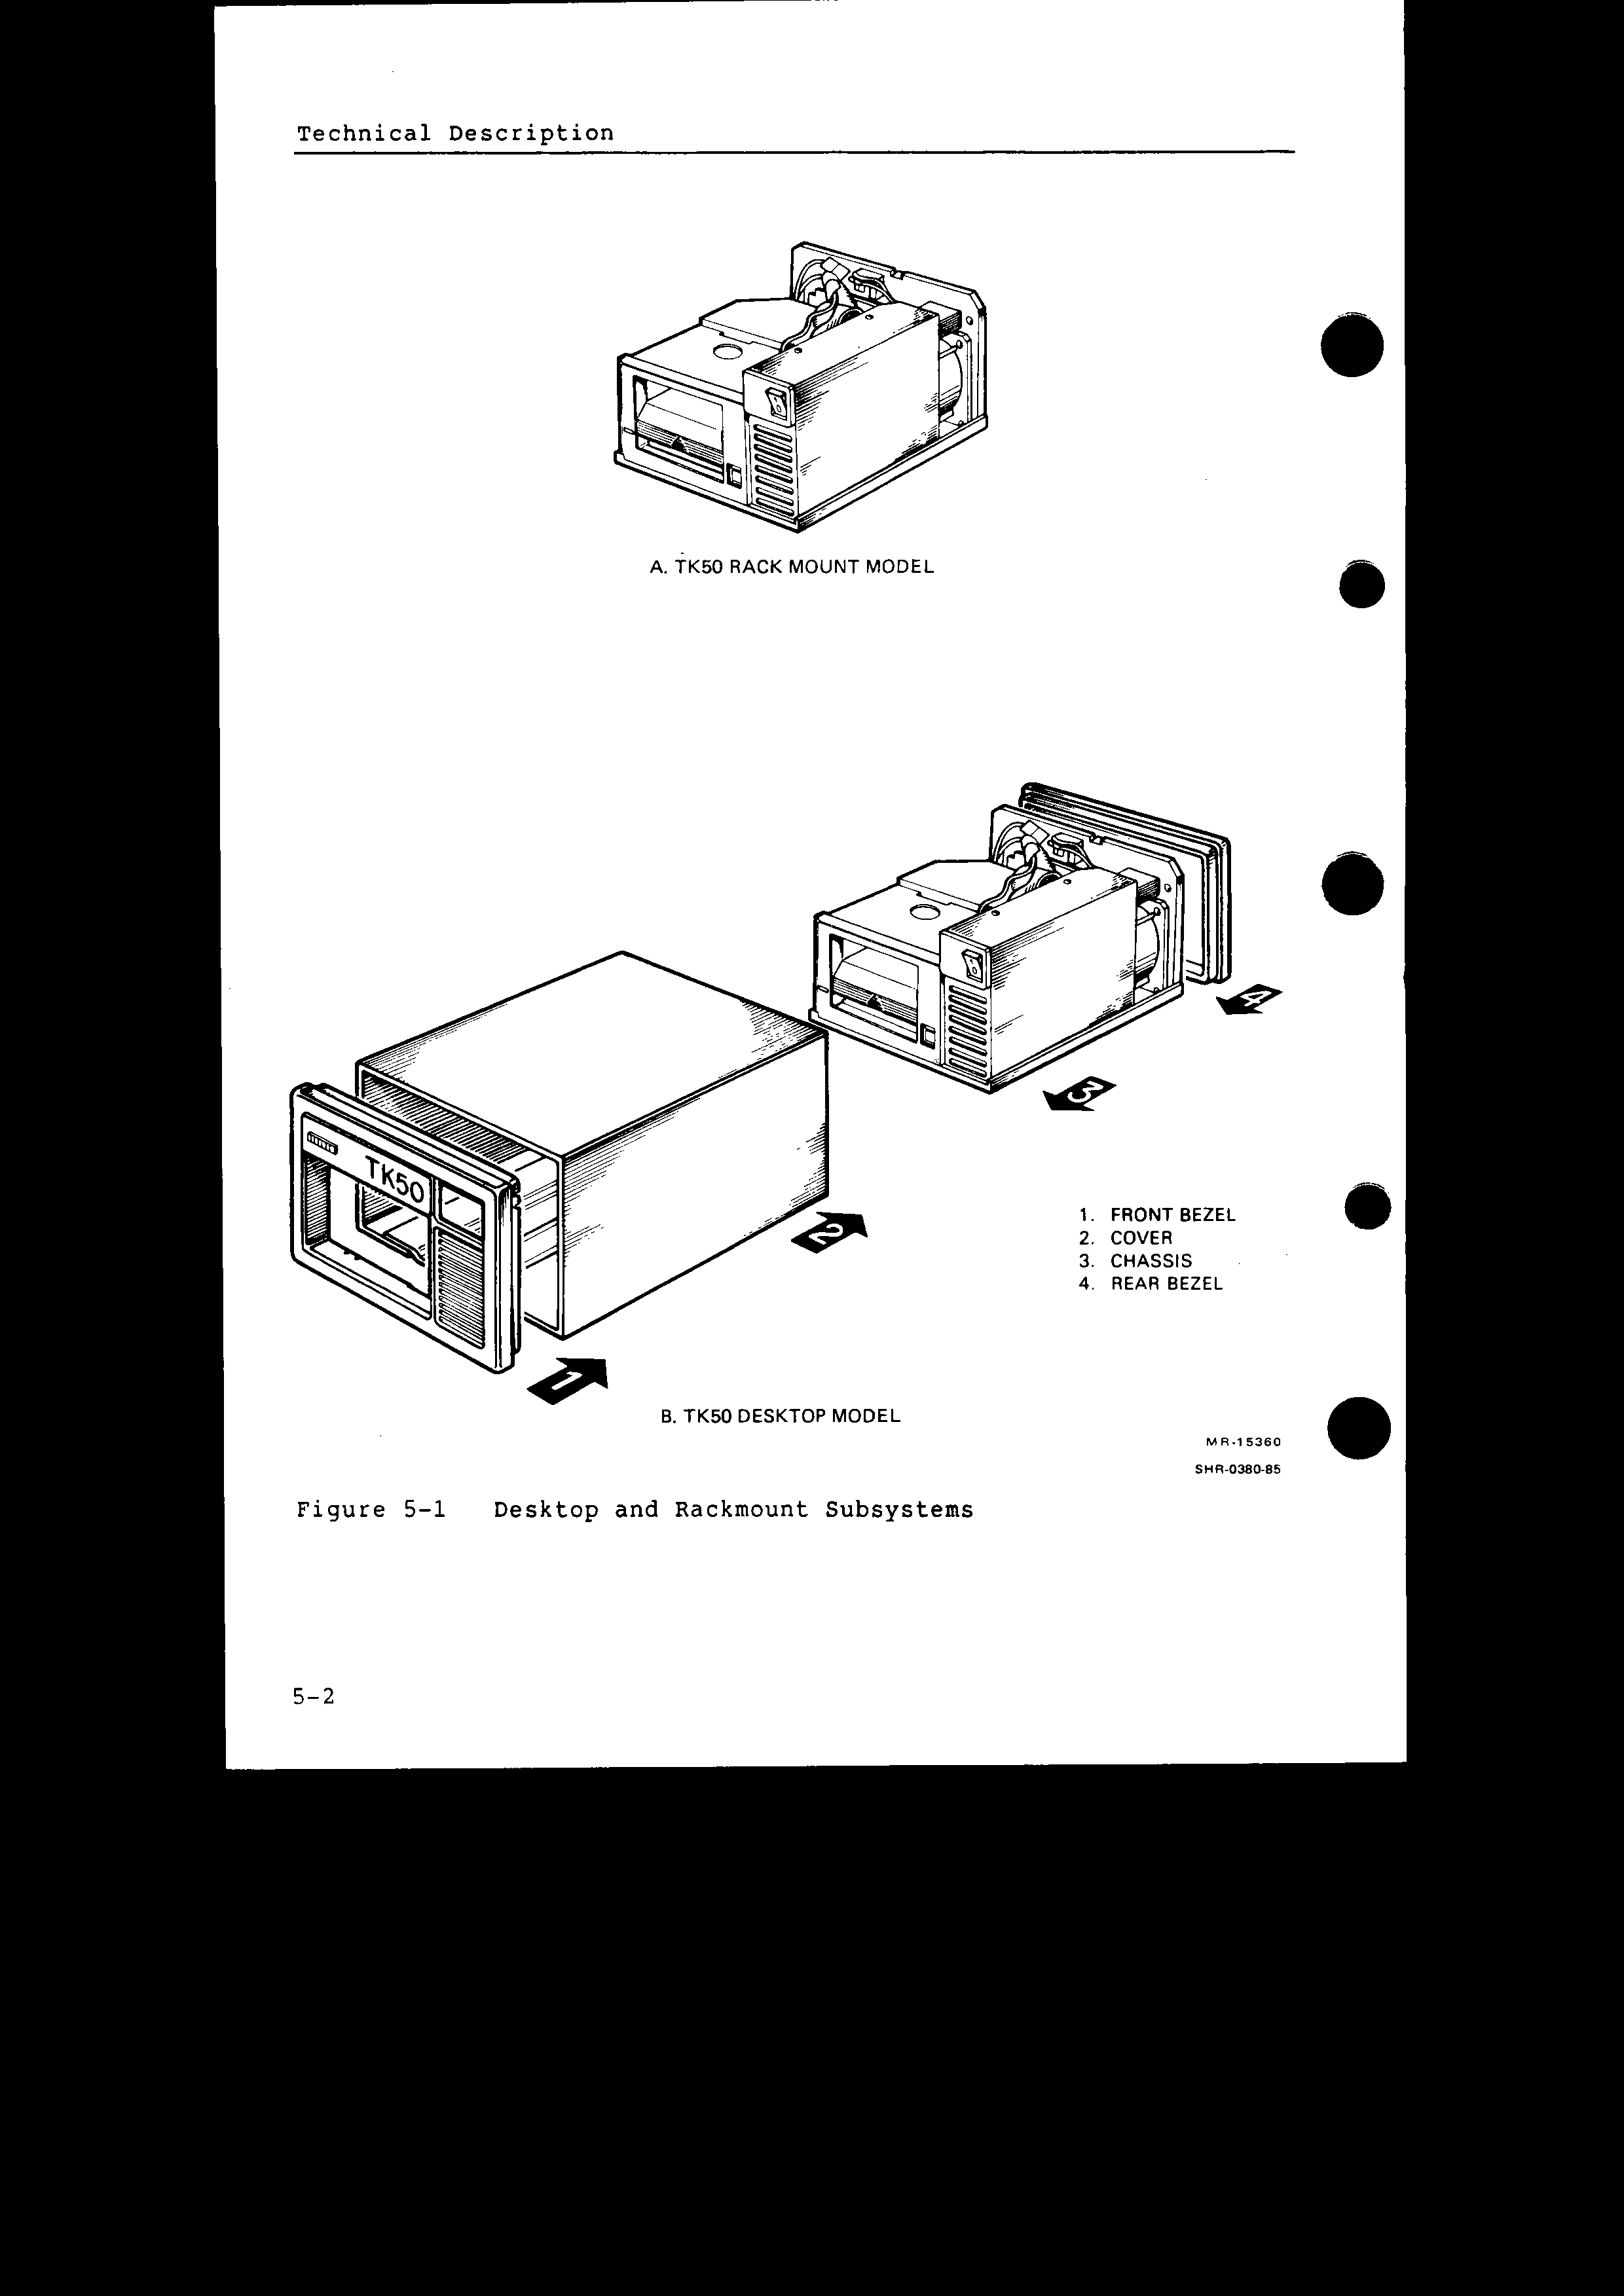 Technical Description
A. TK50 RACK MOUNT MODEL
4
3
TK50
2
1. FRONT BEZEL
2. COVER
3. CHASSIS
4. REAR BEZEL
1
B. TK50 DESKTOP MODEL
MR-15360
SHR-0380-85
Figure 5-1 Desktop and Rackmount Subsystems
5-2